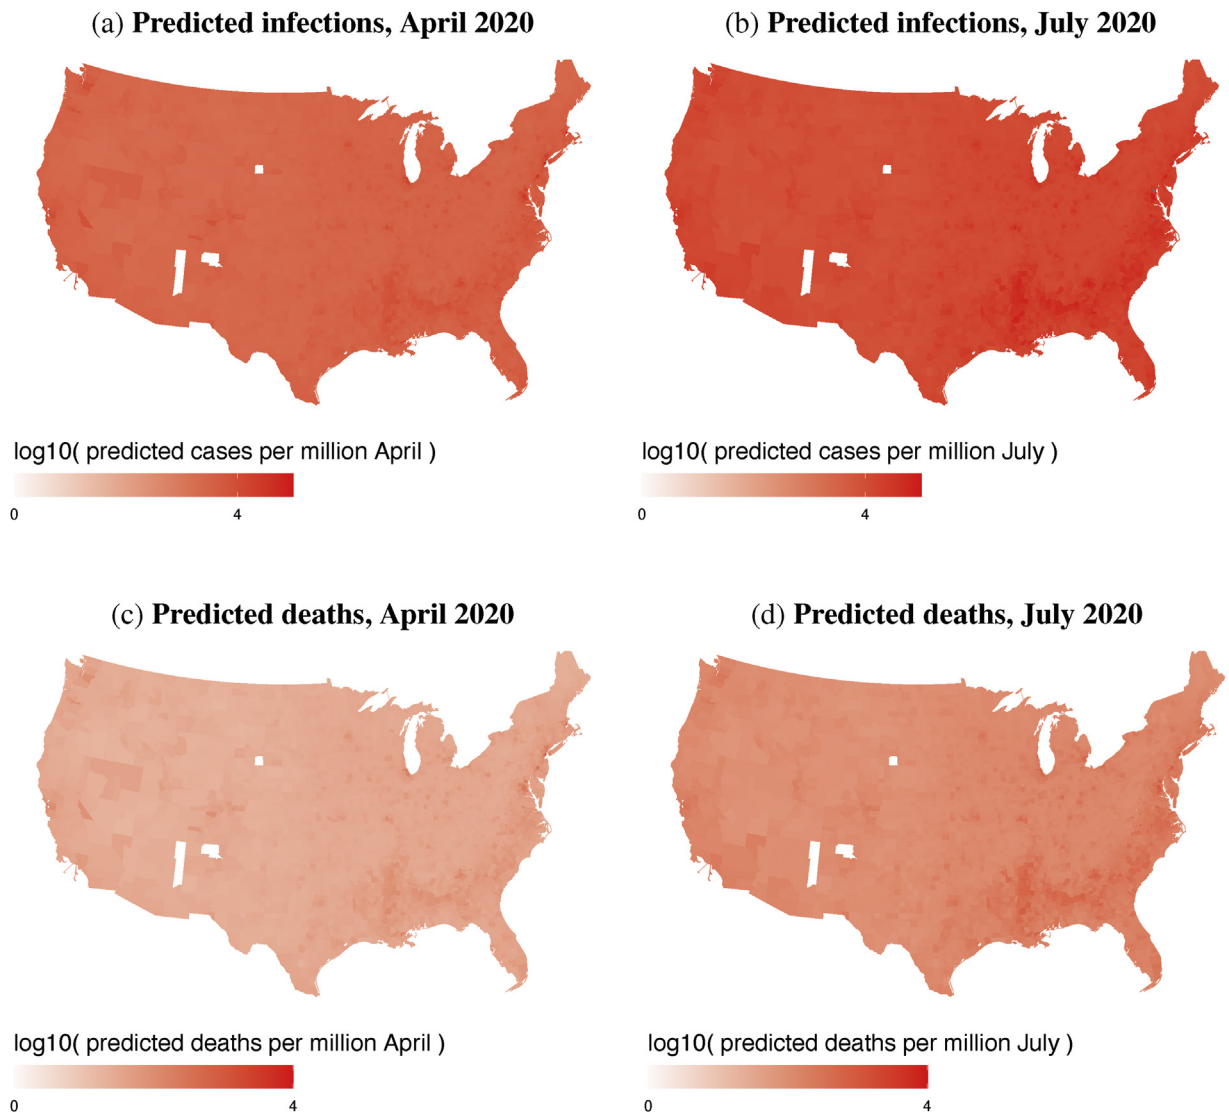 (a) Predicted infections, April 2020
(b) Predicted infections, July 2020
log10( predicted cases per million April )
0 4
log10( predicted cases per million July )
0 4
(c) Predicted deaths, April 2020
(d) Predicted deaths, July 2020
log10( predicted deaths per million April )
0 4
log10( predicted deaths per million July )
0 4